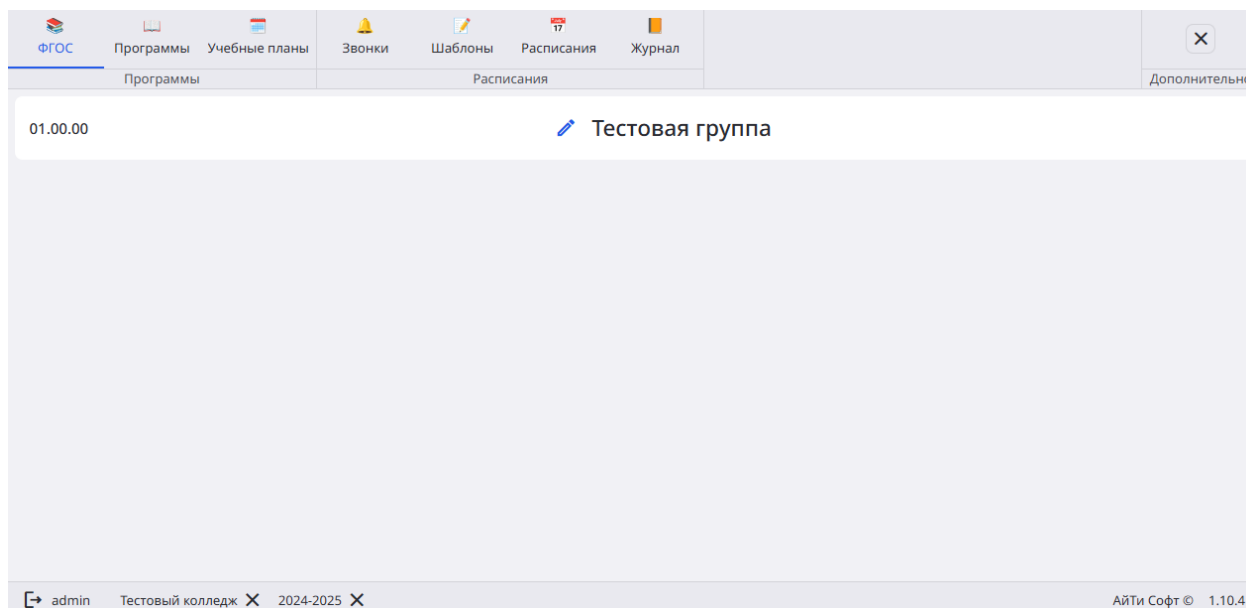 ФГОС Программы Учебные планы Звонки Шаблоны Расписания Журнал
Программы Расписания Дополнительно
01.00.00 Тестовая группа
admin Тестовый колледж 2024-2025 АйТи Софт © 1.10.4